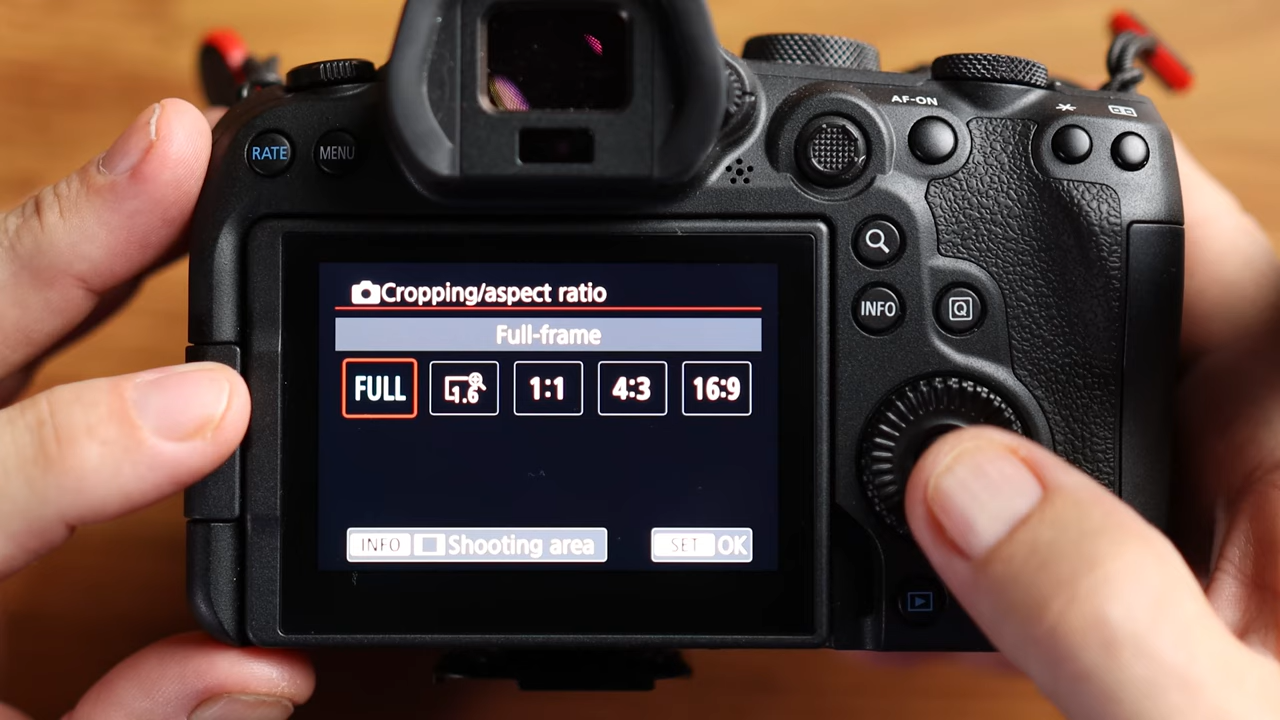 AF-ON
RATE MENU
INFO Q
Cropping/aspect ratio
Full-frame
FULL 1.6 1:1 4:3 16:9
INFO Shooting area SET OK